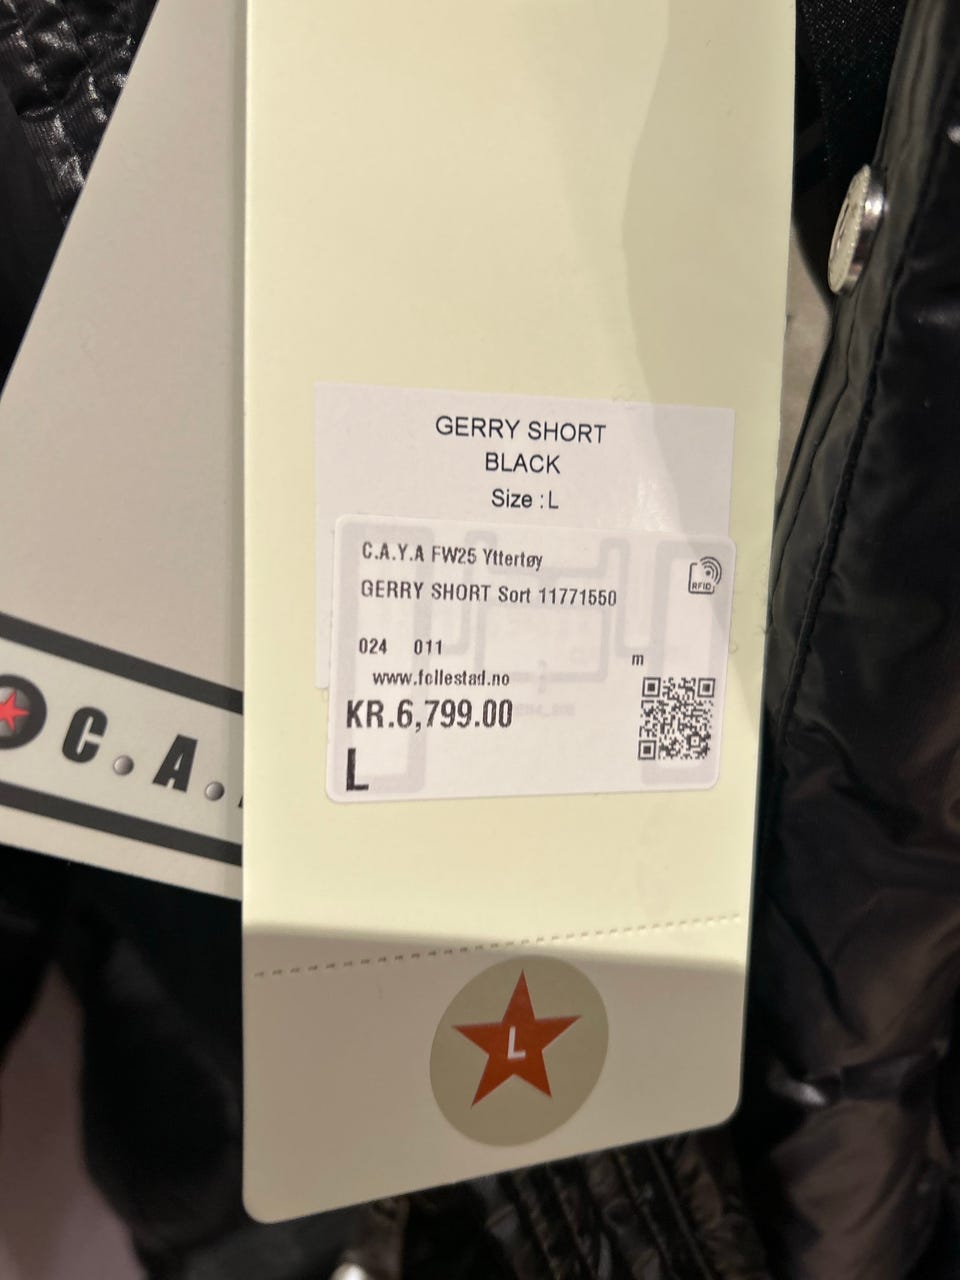 GERRY SHORT
BLACK
Size : L
C.A.Y.A FW25 Yttertøy
GERRY SHORT Sort 11771550
RFID
024 011
m
www.follestad.no
KR.6,799.00
L
C.A.
L